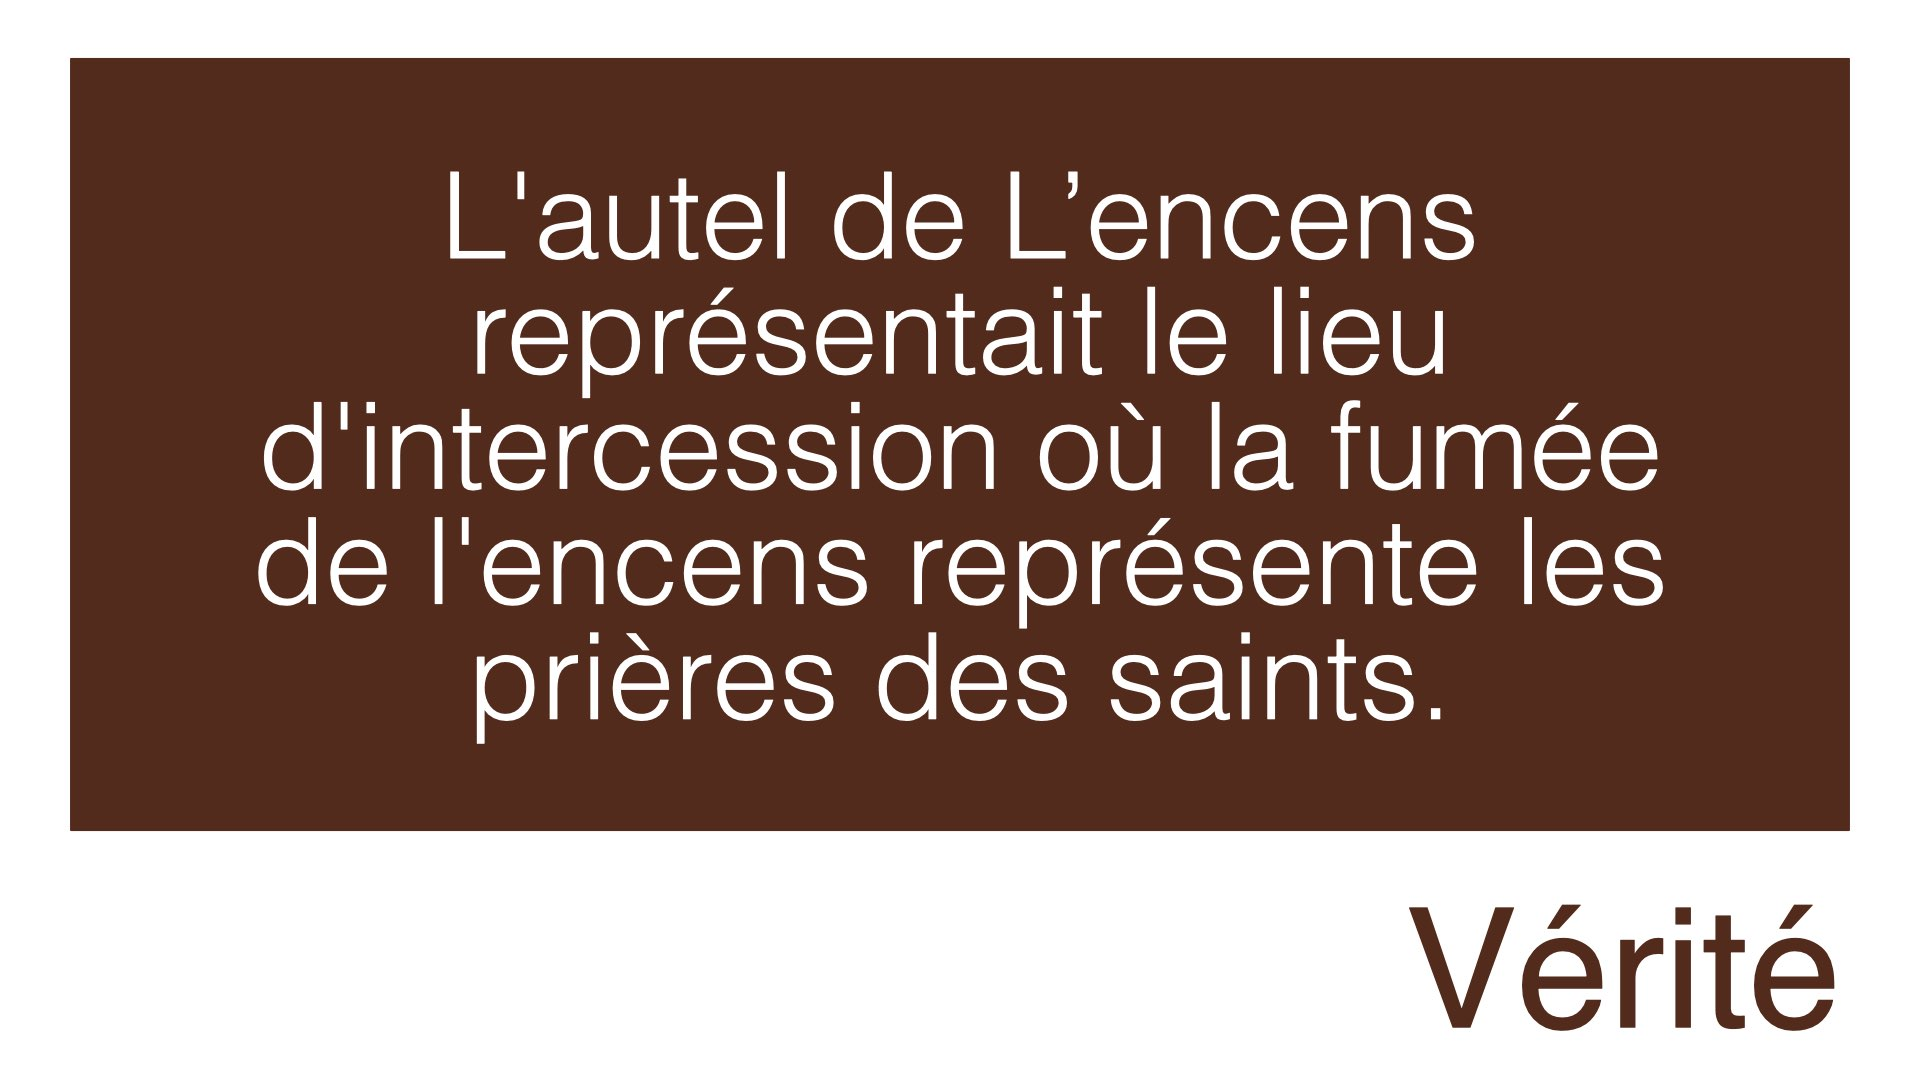 L'autel de L’encens
représentait le lieu
d'intercession où la fumée
de l'encens représente les
prières des saints.
Vérité